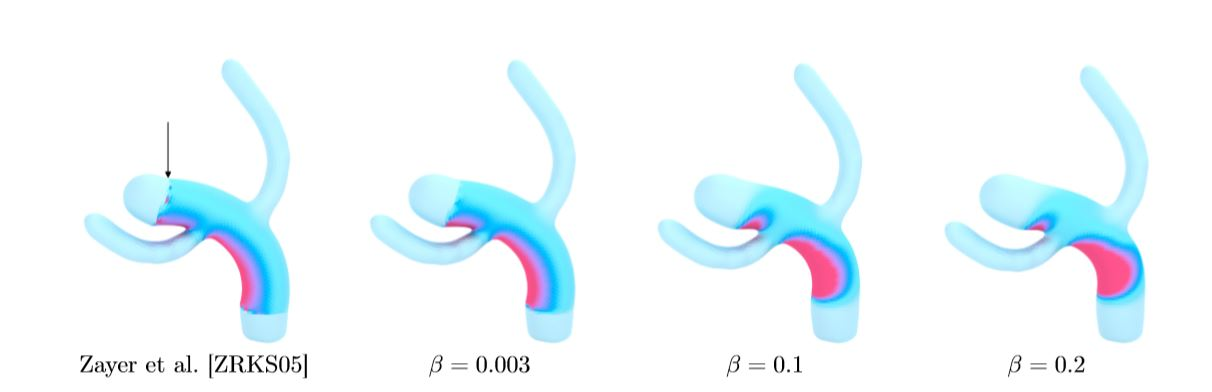 Zayer et al. [ZRKS05]
β = 0.003
β = 0.1
β = 0.2